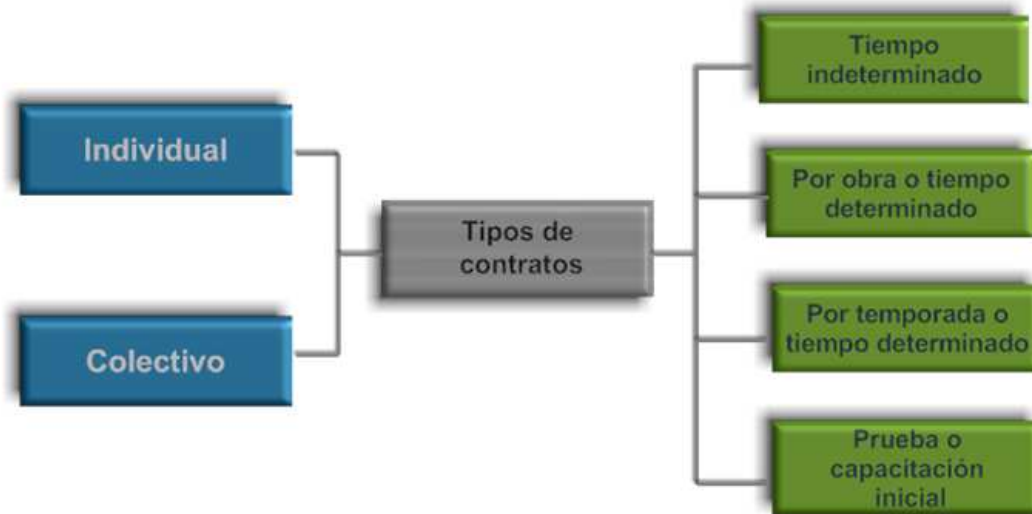 Individual
Colectivo
Tipos de
contratos
Tiempo
indeterminado
Por obra o tiempo
determinado
Por temporada o
tiempo determinado
Prueba o
capacitación
inicial